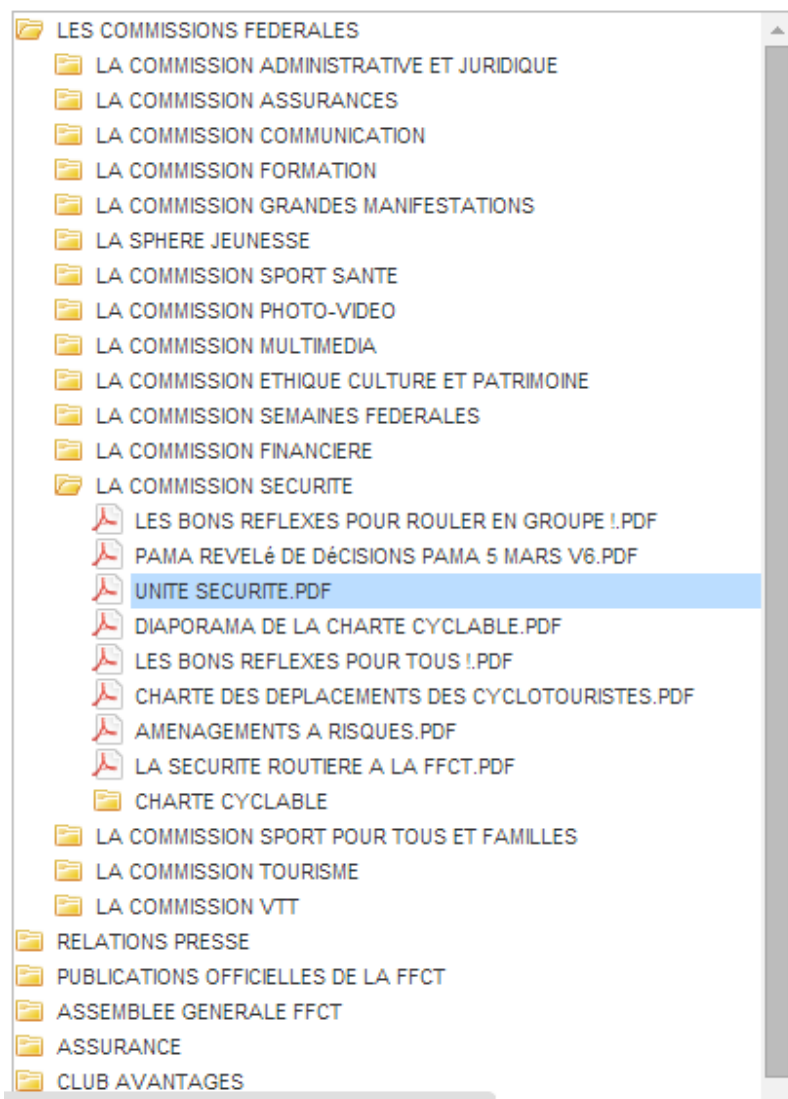 LES COMMISSIONS FEDERALES
LA COMMISSION ADMINISTRATIVE ET JURIDIQUE
LA COMMISSION ASSURANCES
LA COMMISSION COMMUNICATION
LA COMMISSION FORMATION
LA COMMISSION GRANDES MANIFESTATIONS
LA SPHERE JEUNESSE
LA COMMISSION SPORT SANTE
LA COMMISSION PHOTO-VIDEO
LA COMMISSION MULTIMEDIA
LA COMMISSION ETHIQUE CULTURE ET PATRIMOINE
LA COMMISSION SEMAINES FEDERALES
LA COMMISSION FINANCIERE
LA COMMISSION SECURITE
LES BONS REFLEXES POUR ROULER EN GROUPE !.PDF
PAMA REVELé DE DéCISIONS PAMA 5 MARS V6.PDF
UNITE SECURITE.PDF
DIAPORAMA DE LA CHARTE CYCLABLE.PDF
LES BONS REFLEXES POUR TOUS !.PDF
CHARTE DES DEPLACEMENTS DES CYCLOTOURISTES.PDF
AMENAGEMENTS A RISQUES.PDF
LA SECURITE ROUTIERE A LA FFCT.PDF
CHARTE CYCLABLE
LA COMMISSION SPORT POUR TOUS ET FAMILLES
LA COMMISSION TOURISME
LA COMMISSION VTT
RELATIONS PRESSE
PUBLICATIONS OFFICIELLES DE LA FFCT
ASSEMBLEE GENERALE FFCT
ASSURANCE
CLUB AVANTAGES